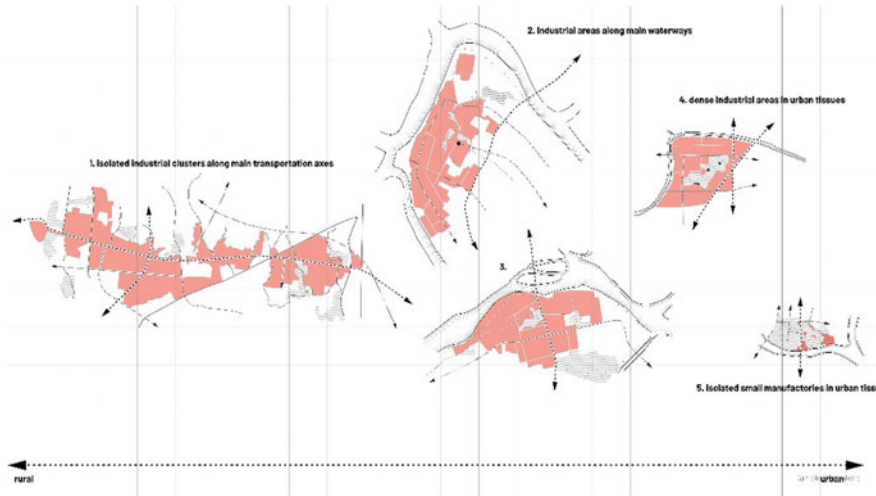 2. Industrial areas along main waterways
4. dense industrial areas in urban tissues
1. Isolated industrial clusters along main transportation axes
3.
5. Isolated small manufactories in urban tissu
rural
urban